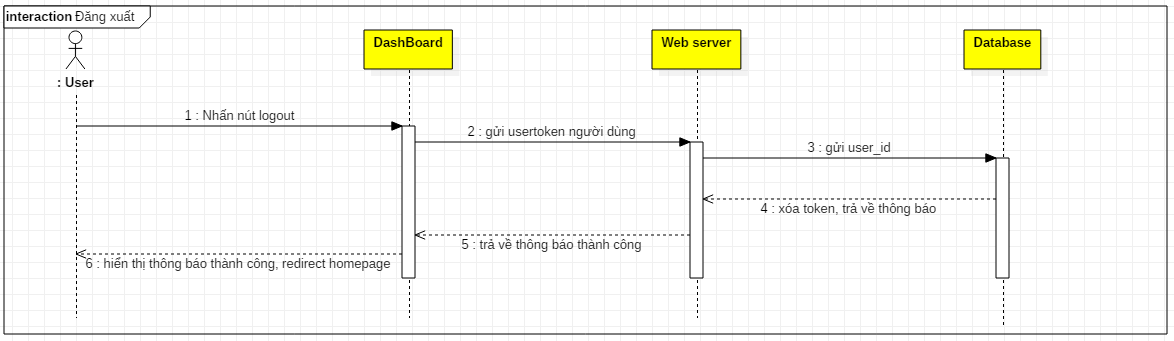 interaction Đăng xuất
DashBoard
Web server
Database
: User
1 : Nhấn nút logout
2 : gửi usertoken người dùng
3 : gửi user_id
4 : xóa token, trả về thông báo
5 : trả về thông báo thành công
6 : hiển thị thông báo thành công, redirect homepage